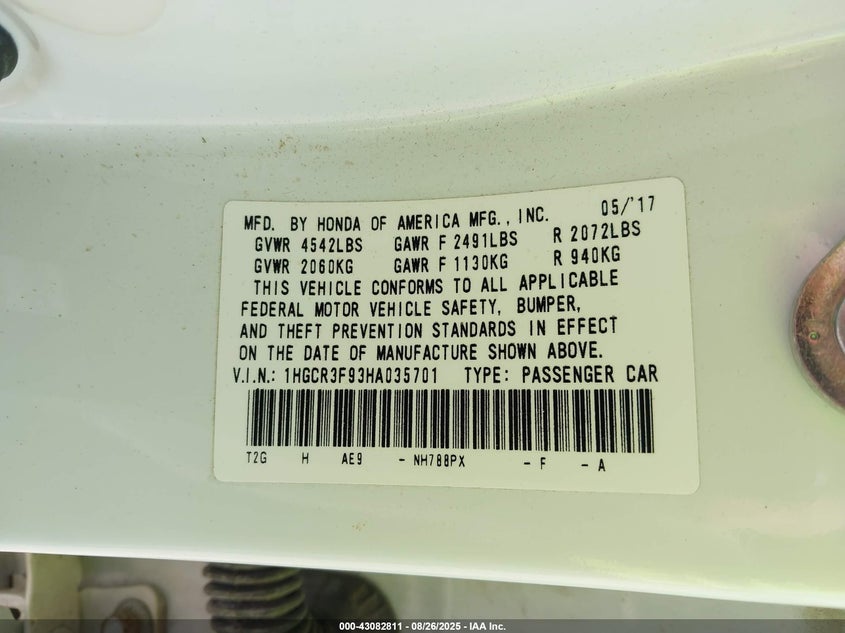 MFD. BY HONDA OF AMERICA MFG., INC. 05/'17
GVWR 4542LBS GAWR F 2491LBS R 2072LBS
GVWR 2060KG GAWR F 1130KG R 940KG
THIS VEHICLE CONFORMS TO ALL APPLICABLE
FEDERAL MOTOR VEHICLE SAFETY, BUMPER,
AND THEFT PREVENTION STANDARDS IN EFFECT
ON THE DATE OF MANUFACTURE SHOWN ABOVE.
V.I.N.: 1HGCR3F93HA035701 TYPE: PASSENGER CAR
T2G H AE9 - NH788PX - F - A
000-43082811 - 08/26/2025 - IAA Inc.